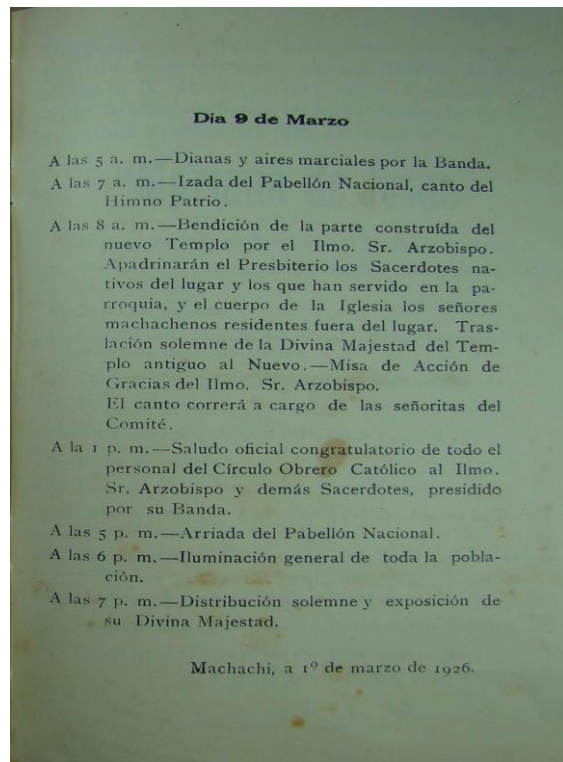 Día 9 de Marzo
A las 5 a. m.—Dianas y aires marciales por la Banda.
A las 7 a. m.—Izada del Pabellón Nacional, canto del
Himno Patrio.
A las 8 a. m.—Bendición de la parte construída del
nuevo Templo por el Ilmo. Sr. Arzobispo.
Apadrinarán el Presbiterio los Sacerdotes na-
tivos del lugar y los que han servido en la pa-
rroquia, y el cuerpo de la Iglesia los señores
machachenos residentes fuera del lugar. Tras-
lación solemne de la Divina Majestad del Tem-
plo antiguo al Nuevo.—Misa de Acción de
Gracias del Ilmo. Sr. Arzobispo.
El canto correrá a cargo de las señoritas del
Comité.
A la 1 p. m.—Saludo oficial congratulatorio de todo el
personal del Círculo Obrero Católico al Ilmo.
Sr. Arzobispo y demás Sacerdotes, presidido
por su Banda.
A las 5 p. m.—Arriada del Pabellón Nacional.
A las 6 p. m.—Iluminación general de toda la pobla-
ción.
A las 7 p. m.—Distribución solemne y exposición de
su Divina Majestad.
Machachi, a 1º de marzo de 1926.